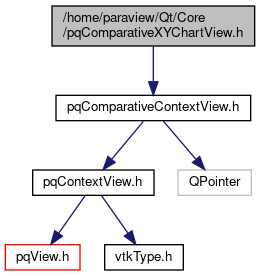 /home/paraview/Qt/Core
/pqComparativeXYChartView.h
pqComparativeContextView.h
pqContextView.h
QPointer
pqView.h
vtkType.h